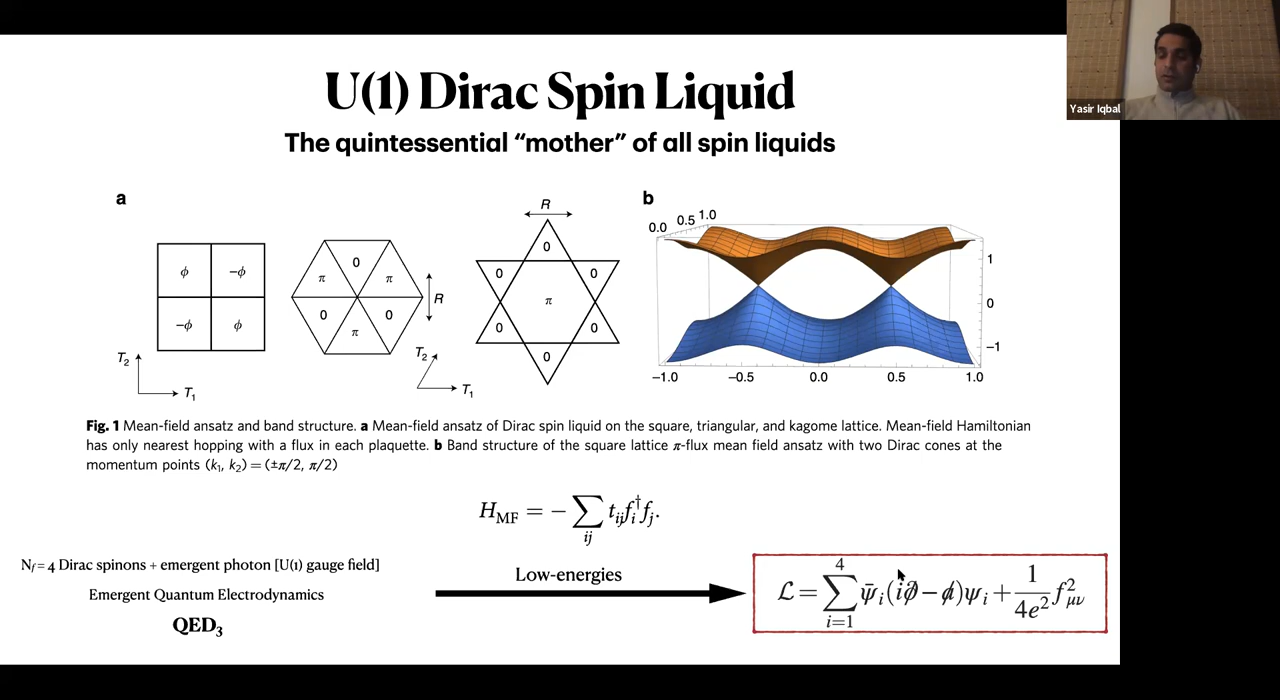 Yasir Iqbal
U(1) Dirac Spin Liquid
The quintessential “mother” of all spin liquids
a
b
R
0.0 0.5 1.0
ϕ −ϕ
−ϕ ϕ
0
π π
0 0
π
R
0
0 0
π
0 0
0
1
0
−1
T₂
T₁
T₂
T₁
−1.0 −0.5 0.0 0.5 1.0
Fig. 1 Mean-field ansatz and band structure. a Mean-field ansatz of Dirac spin liquid on the square, triangular, and kagome lattice. Mean-field Hamiltonian
has only nearest hopping with a flux in each plaquette. b Band structure of the square lattice π-flux mean field ansatz with two Dirac cones at the
momentum points (k₁, k₂) = (±π/2, π/2)
H_MF = − ∑_ij t_ij f_i† f_j.
N_f = 4 Dirac spinons + emergent photon [U(1) gauge field]
Emergent Quantum Electrodynamics
QED₃
Low-energies
ℒ = ∑_{i=1}^4 ψ̄_i (i∂̸ − a̸)ψ_i + 1/4e² f²_μν